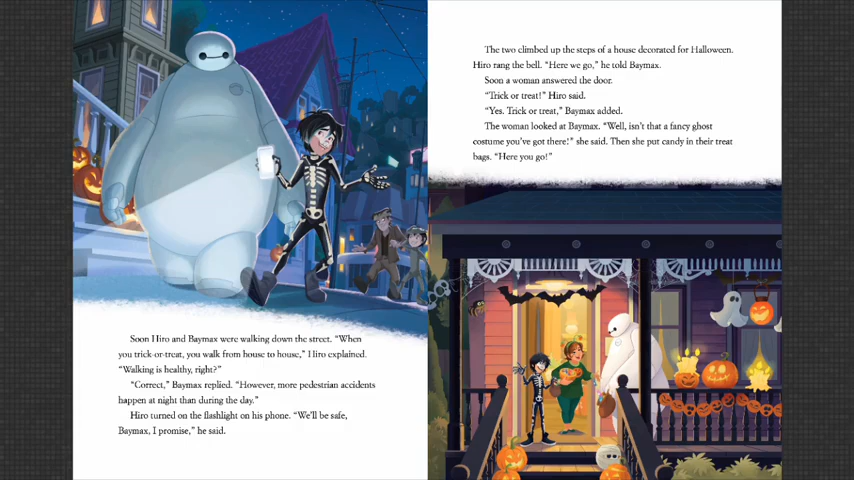 Soon Hiro and Baymax were walking down the street. “When
you trick-or-treat, you walk from house to house,” Hiro explained.
“Walking is healthy, right?”
“Correct,” Baymax replied. “However, more pedestrian accidents
happen at night than during the day.”
Hiro turned on the flashlight on his phone. “We’ll be safe,
Baymax, I promise,” he said.
The two climbed up the steps of a house decorated for Halloween.
Hiro rang the bell. “Here we go,” he told Baymax.
Soon a woman answered the door.
“Trick or treat!” Hiro said.
“Yes. Trick or treat,” Baymax added.
The woman looked at Baymax. “Well, isn’t that a fancy ghost
costume you’ve got there!” she said. Then she put candy in their treat
bags. “Here you go!”